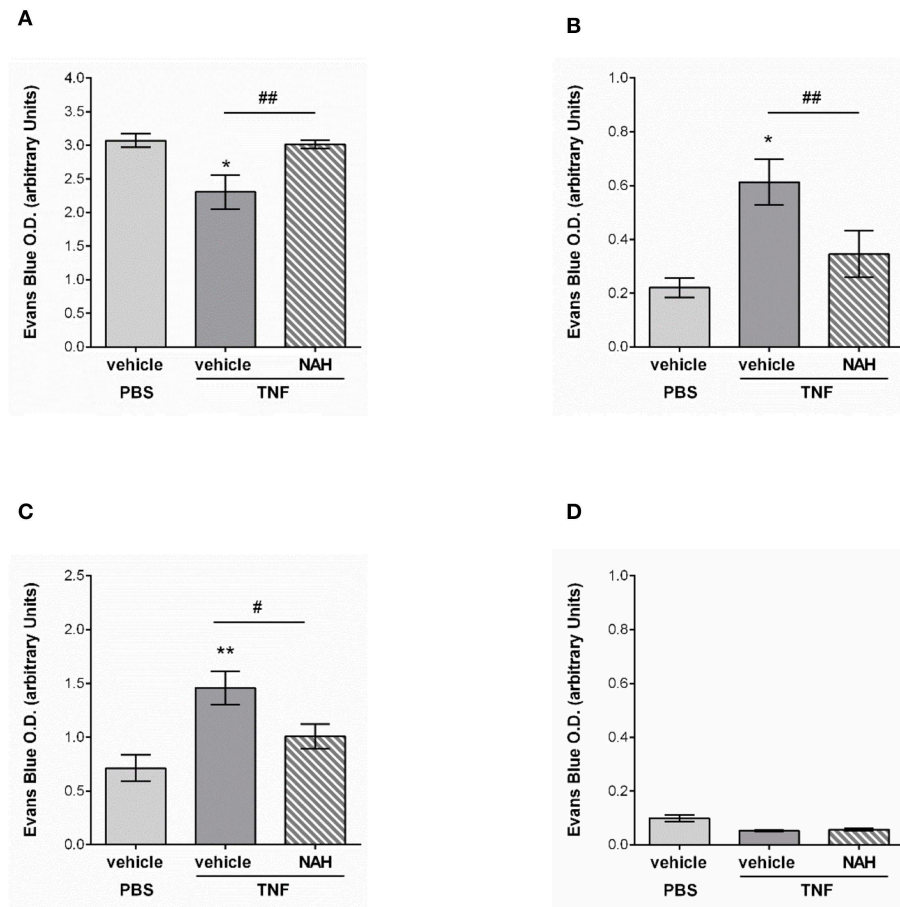 A
Evans Blue O.D. (arbitrary Units)
4.0
3.5
3.0
2.5
2.0
1.5
1.0
0.5
0.0
##
*
vehicle vehicle NAH
PBS TNF
B
Evans Blue O.D. (arbitrary Units)
1.0
0.8
0.6
0.4
0.2
0.0
##
*
vehicle vehicle NAH
PBS TNF
C
Evans Blue O.D. (arbitrary Units)
2.5
2.0
1.5
1.0
0.5
0.0
#
**
vehicle vehicle NAH
PBS TNF
D
Evans Blue O.D. (arbitrary Units)
1.0
0.8
0.6
0.4
0.2
0.0
vehicle vehicle NAH
PBS TNF